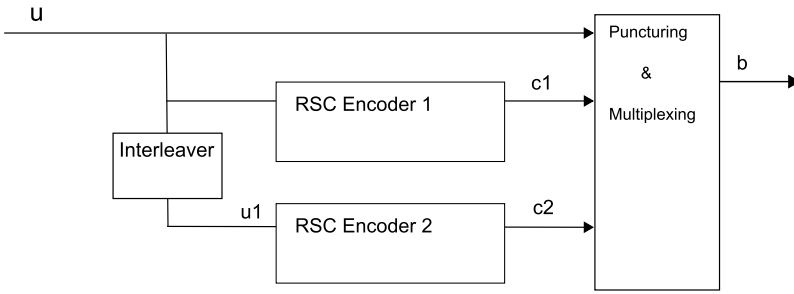 u
Puncturing
&
Multiplexing
b
c1
RSC Encoder 1
Interleaver
u1
c2
RSC Encoder 2